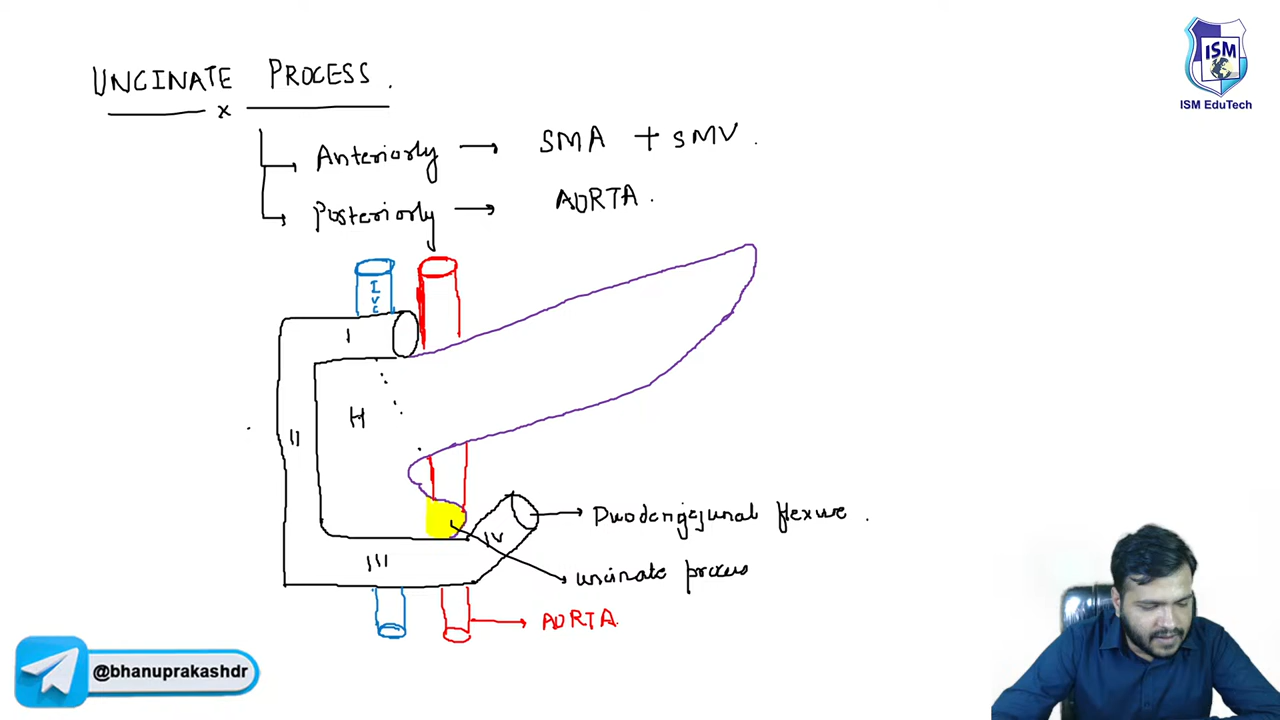 ISM
ISM EduTech
UNCINATE PROCESS.
x
Anteriorly → SMA + SMV.
Posteriorly → AORTA.
IVC
I
H
II
Duodenojejunal flexure.
IV
III
uncinate process
AORTA.
@bhanuprakashdr